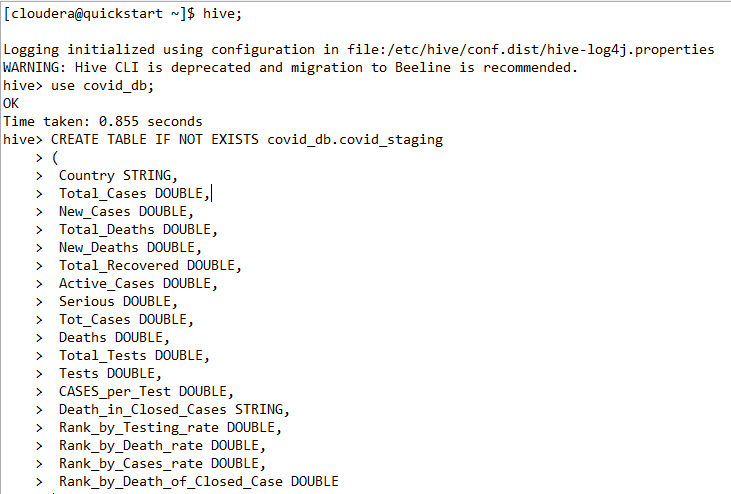 [cloudera@quickstart ~]$ hive;
Logging initialized using configuration in file:/etc/hive/conf.dist/hive-log4j.properties
WARNING: Hive CLI is deprecated and migration to Beeline is recommended.
hive> use covid_db;
OK
Time taken: 0.855 seconds
hive> CREATE TABLE IF NOT EXISTS covid_db.covid_staging
    > (
    >  Country STRING,
    >  Total_Cases DOUBLE,
    >  New_Cases DOUBLE,
    >  Total_Deaths DOUBLE,
    >  New_Deaths DOUBLE,
    >  Total_Recovered DOUBLE,
    >  Active_Cases DOUBLE,
    >  Serious DOUBLE,
    >  Tot_Cases DOUBLE,
    >  Deaths DOUBLE,
    >  Total_Tests DOUBLE,
    >  Tests DOUBLE,
    >  CASES_per_Test DOUBLE,
    >  Death_in_Closed_Cases STRING,
    >  Rank_by_Testing_rate DOUBLE,
    >  Rank_by_Death_rate DOUBLE,
    >  Rank_by_Cases_rate DOUBLE,
    >  Rank_by_Death_of_Closed_Case DOUBLE